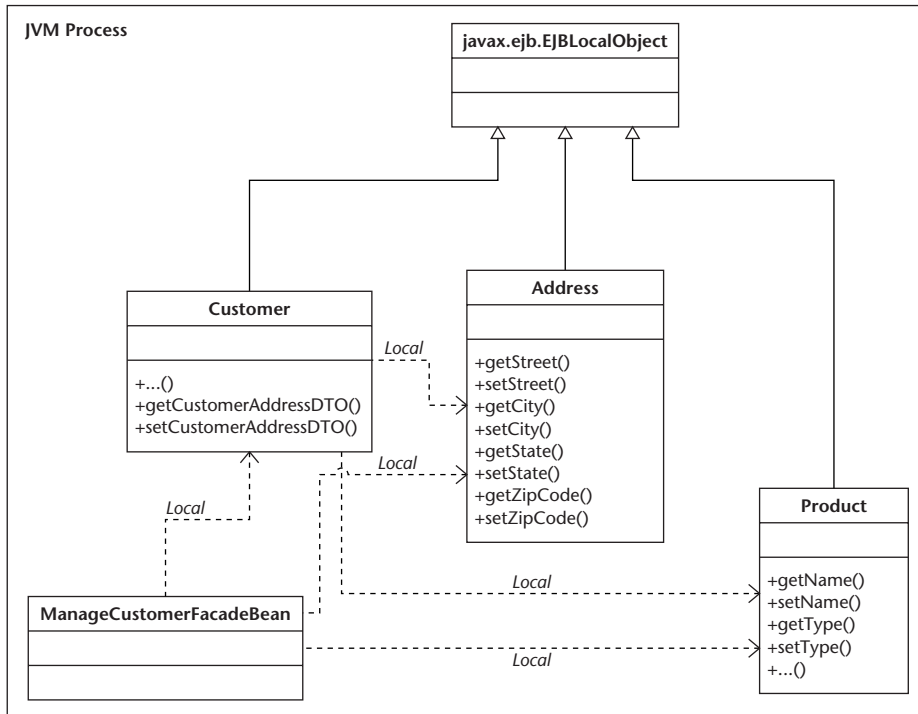 JVM Process
javax.ejb.EJBLocalObject
Customer
+...()
+getCustomerAddressDTO()
+setCustomerAddressDTO()
Local
Address
+getStreet()
+setStreet()
+getCity()
+setCity()
+getState()
+setState()
+getZipCode()
+setZipCode()
Local
Local
Product
+getName()
+setName()
+getType()
+setType()
+...()
Local
ManageCustomerFacadeBean
Local